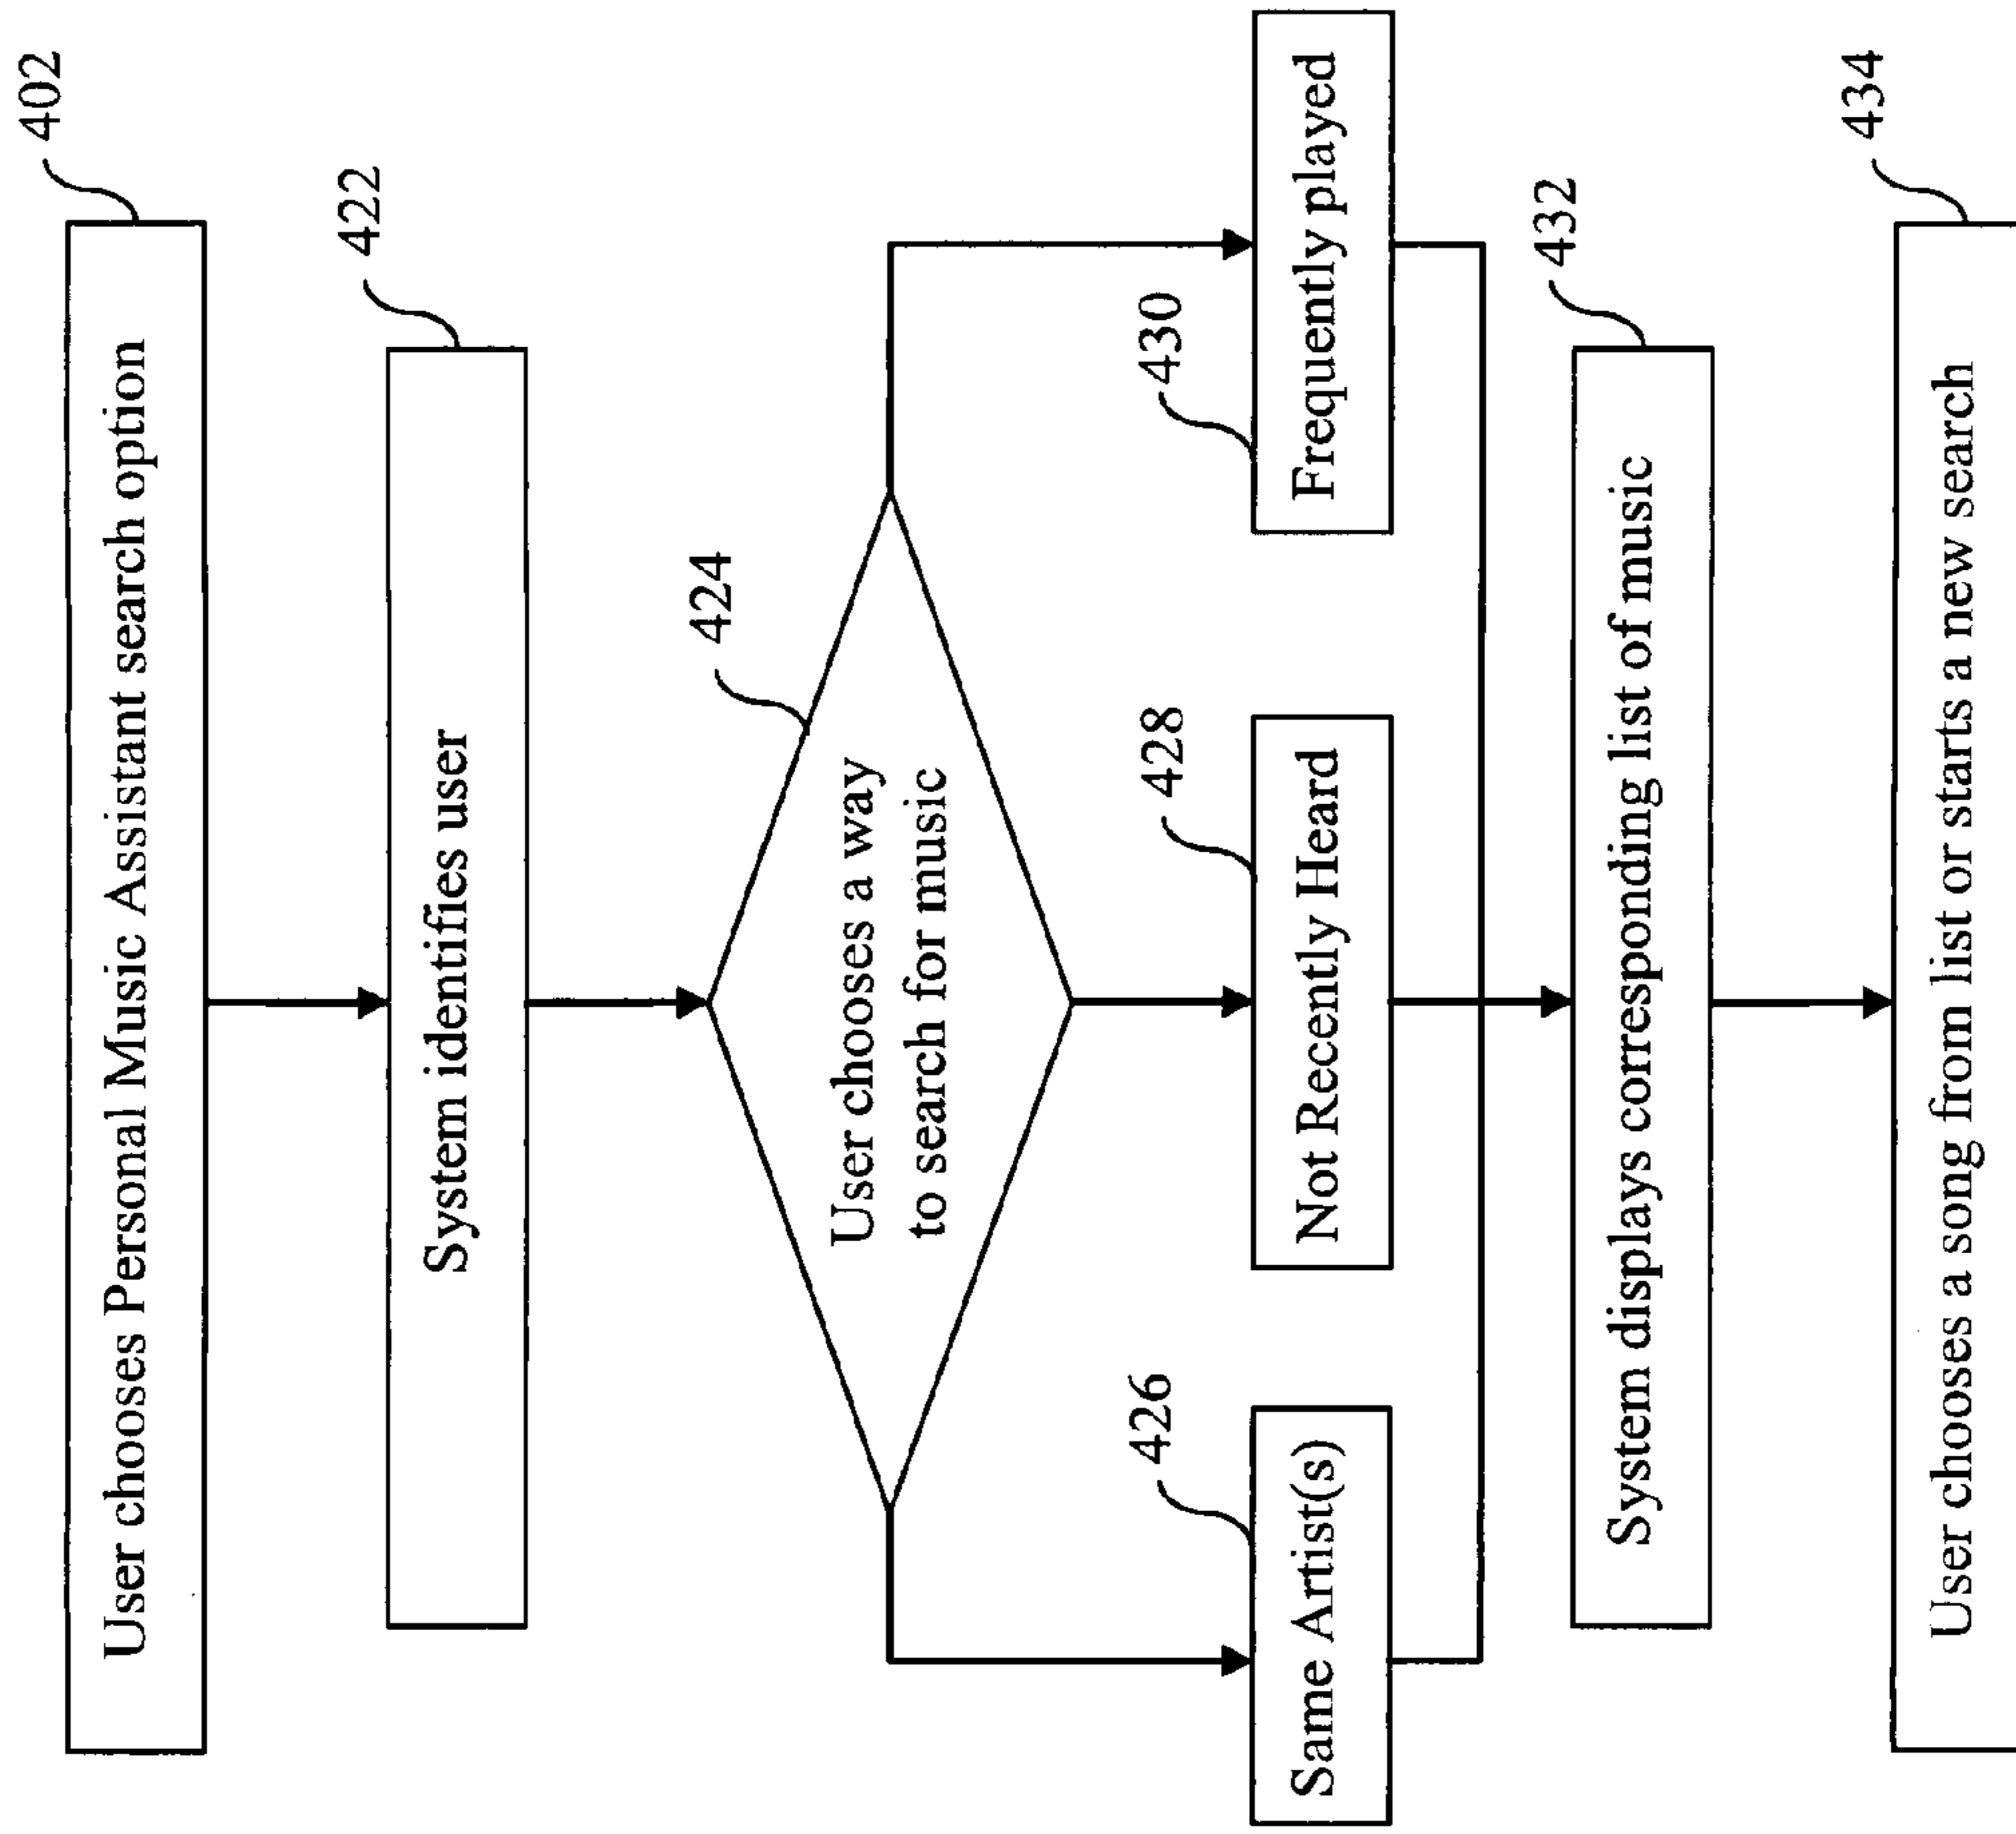 402
User chooses Personal Music Assistant search option
422
System identifies user
424
User chooses a way
to search for music
426
Same Artist(s)
428
Not Recently Heard
430
Frequently played
432
System displays corresponding list of music
434
User chooses a song from list or starts a new search